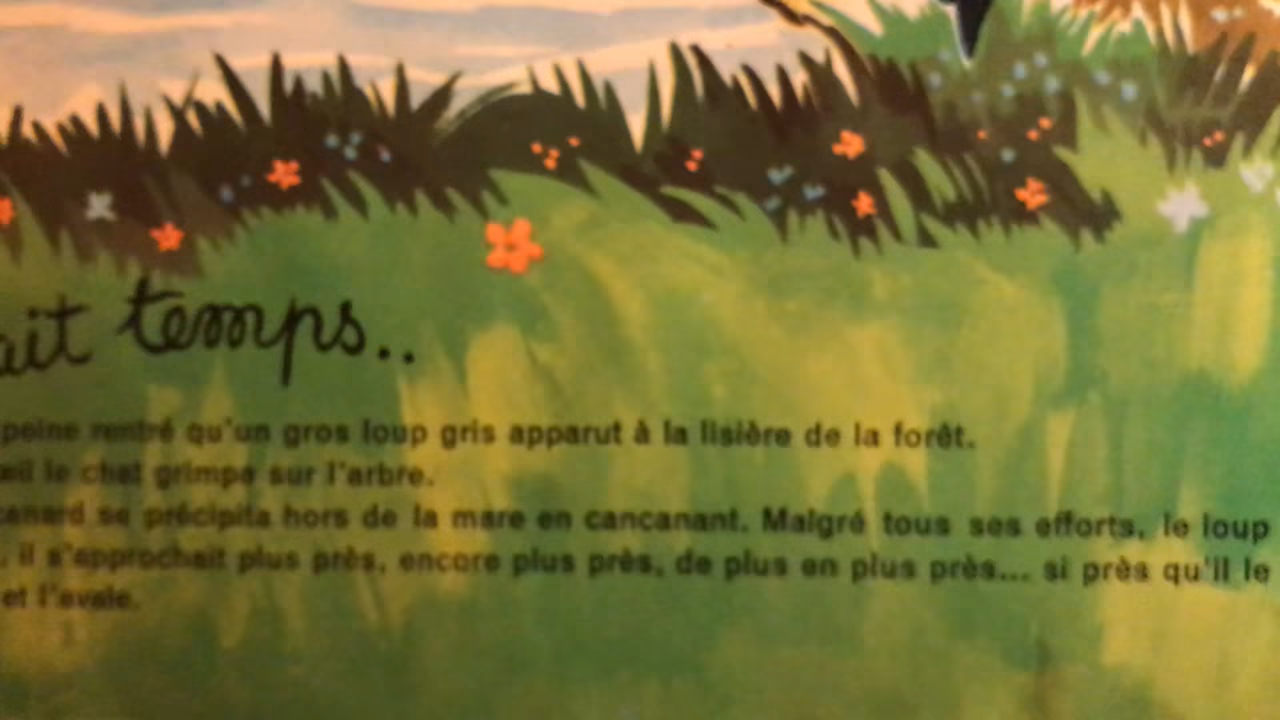 ait temps..
peine rentré qu'un gros loup gris apparut à la lisière de la forêt.
œil le chat grimpa sur l'arbre.
canard se précipita hors de la mare en cancanant. Malgré tous ses efforts, le loup
, il s'approchait plus près, encore plus près, de plus en plus près... si près qu'il le
et l'avale.